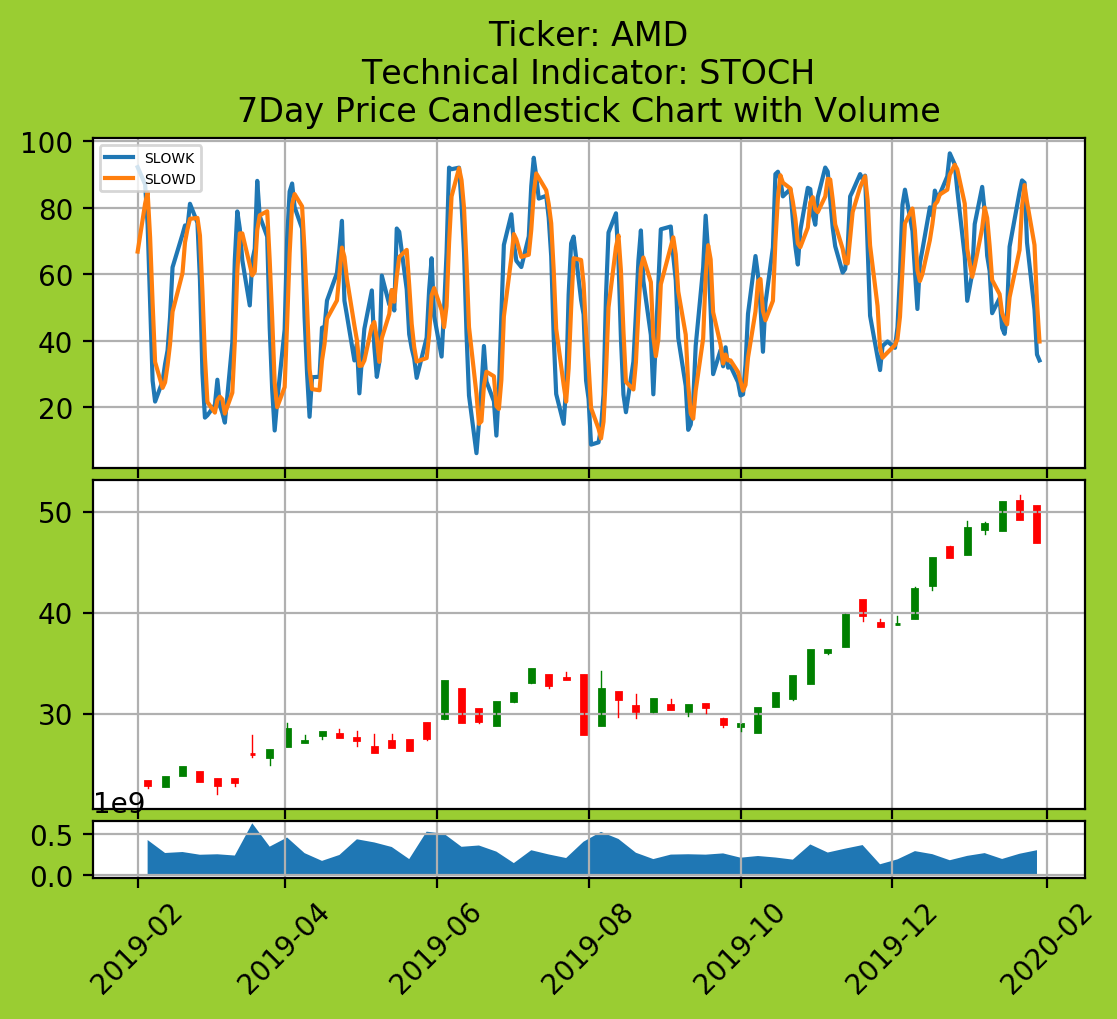 Ticker: AMD
Technical Indicator: STOCH
7Day Price Candlestick Chart with Volume
100
SLOWK
SLOWD
80
60
40
20
50
40
30
1e9
0.5
0.0
2019-02
2019-04
2019-06
2019-08
2019-10
2019-12
2020-02